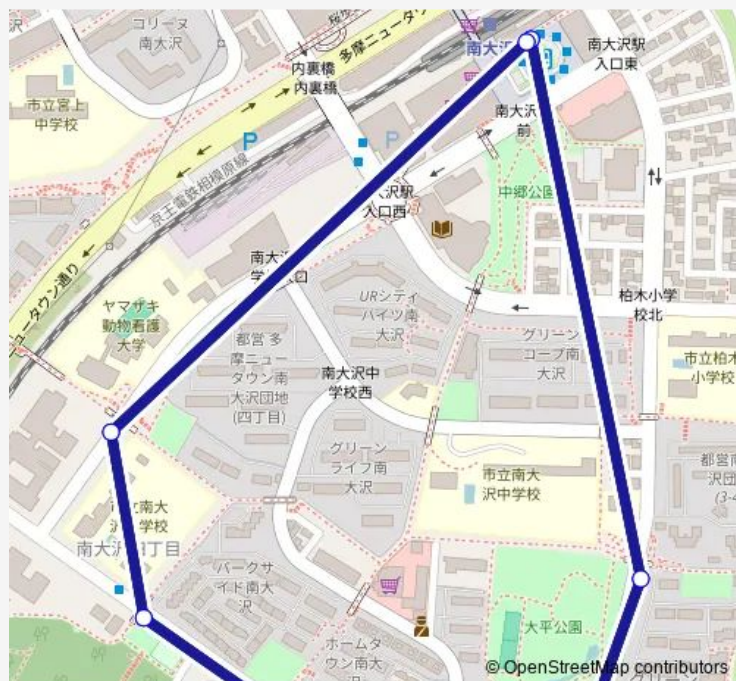 コリーヌ
南大沢
多摩ニュータウ
内裏橋
内裏橋
南大沢
南大沢駅
入口東
市立宮上
中学校
P
P
南大沢
前
京王電鉄相模原線
大沢駅
入口西
中郷公園
ニュータウン通り
南大沢
ヤマザキ
動物看護
大学
URシティ
ハイツ南
大沢
柏木小学
校北
都営 多
摩ニュー
タウン南
大沢団地
(四丁目)
グリーン
コープ南
大沢
市立柏木
小学校
南大沢中
学校西
グリーン
ライフ南
大沢
市立南大
沢中学校
都営南
沢団
(3-4
市立南大
学校
南大沢四丁目
パークサ
イド南大
沢
大平公園
ホームタ
ウン南大
グリーン
© OpenStreetMap contributors